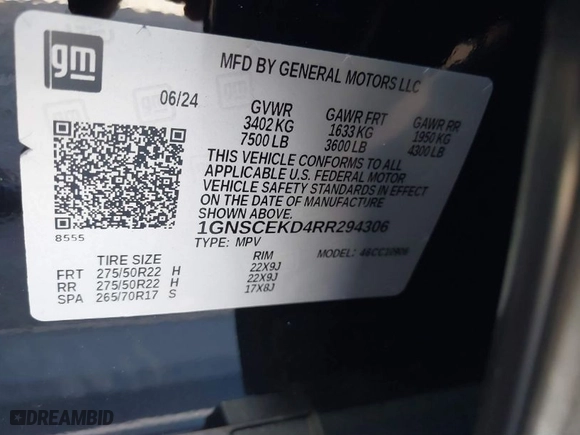 gm
MFD BY GENERAL MOTORS LLC
06/24
GVWR GAWR FRT GAWR RR
3402 KG 1633 KG 1950 KG
7500 LB 3600 LB 4300 LB
THIS VEHICLE CONFORMS TO ALL
APPLICABLE U.S. FEDERAL MOTOR
VEHICLE SAFETY STANDARDS IN EFFECT
ON THE DATE OF MANUFACTURE
SHOWN ABOVE.
8555
1GNSCEKD4RR294306
TYPE: MPV MODEL:
TIRE SIZE RIM
FRT 275/50R22 H 22X9J
RR 275/50R22 H 22X9J
SPA 265/70R17 S 17X8J
DREAMBID